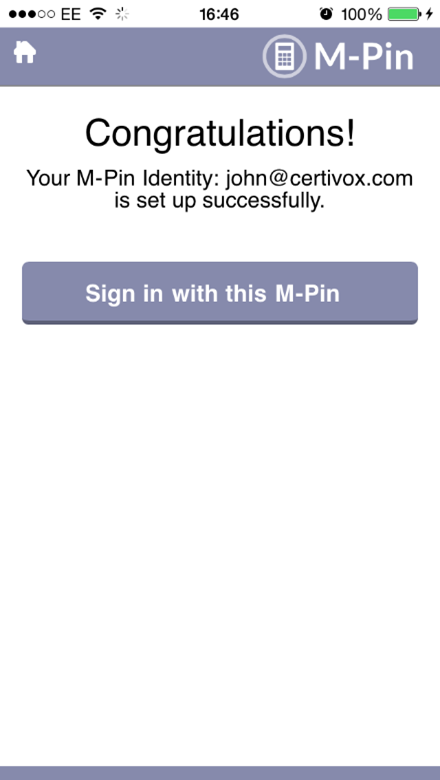 EE 16:46 100%
M-Pin
Congratulations!
Your M-Pin Identity: john@certivox.com
is set up successfully.
Sign in with this M-Pin